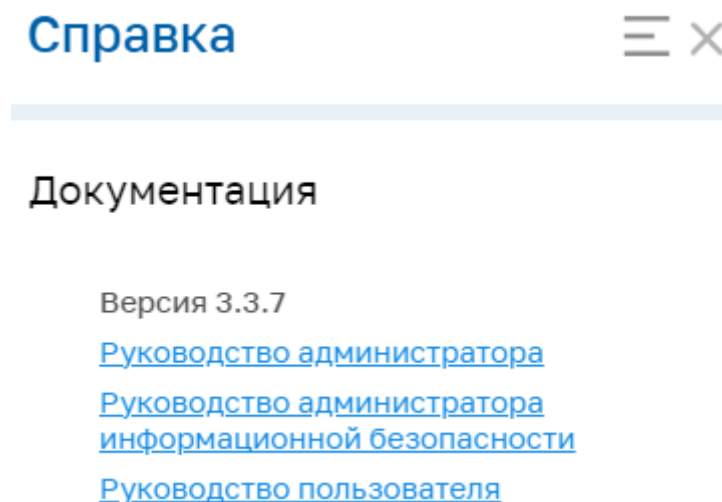 Справка
Документация
Версия 3.3.7
Руководство администратора
Руководство администратора
информационной безопасности
Руководство пользователя